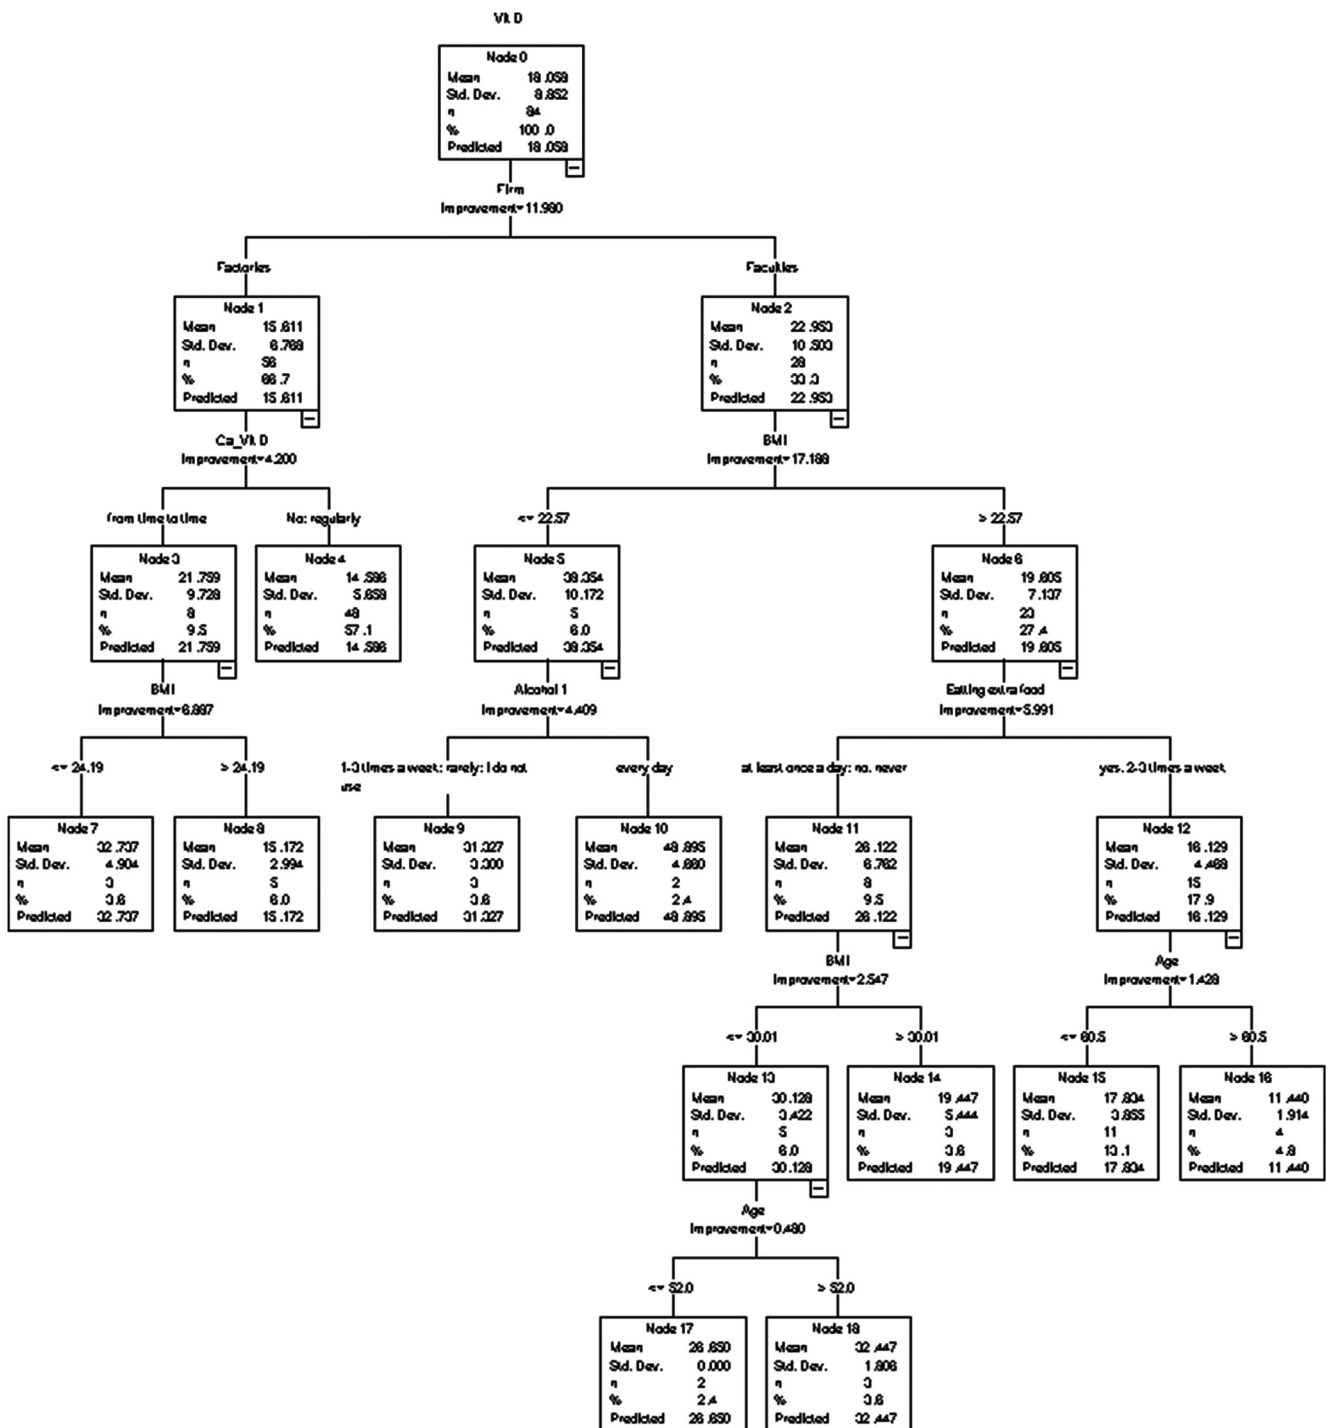 Vit. D
Node 0
Mean 18.058
Std. Dev. 8.852
n 84
% 100.0
Predicted 18.058
Firm
Improvement=11.980
Factories
Faculties
Node 1
Mean 15.611
Std. Dev. 6.768
n 56
% 66.7
Predicted 15.611
Node 2
Mean 22.953
Std. Dev. 10.503
n 28
% 33.3
Predicted 22.953
Ca_Vit. D
Improvement=4.200
BMI
Improvement=17.188
from time to time
No; regularly
<= 22.57
> 22.57
Node 3
Mean 21.759
Std. Dev. 9.728
n 8
% 9.5
Predicted 21.759
Node 4
Mean 14.586
Std. Dev. 5.658
n 48
% 57.1
Predicted 14.586
Node 5
Mean 38.354
Std. Dev. 10.172
n 5
% 6.0
Predicted 38.354
Node 6
Mean 19.605
Std. Dev. 7.137
n 23
% 27.4
Predicted 19.605
BMI
Improvement=6.887
Alcohol 1
Improvement=4.409
Eatting extra food
Improvement=5.991
<= 24.19
> 24.19
1-3 times a week; rarely; I do not
use
every day
at least once a day; no, never
yes, 2-3 times a week
Node 7
Mean 32.737
Std. Dev. 4.904
n 3
% 3.6
Predicted 32.737
Node 8
Mean 15.172
Std. Dev. 2.994
n 5
% 6.0
Predicted 15.172
Node 9
Mean 31.327
Std. Dev. 3.300
n 3
% 3.6
Predicted 31.327
Node 10
Mean 48.895
Std. Dev. 4.660
n 2
% 2.4
Predicted 48.895
Node 11
Mean 26.122
Std. Dev. 6.762
n 8
% 9.5
Predicted 26.122
Node 12
Mean 16.129
Std. Dev. 4.468
n 15
% 17.9
Predicted 16.129
BMI
Improvement=2.547
Age
Improvement=1.428
<= 30.01
> 30.01
<= 60.5
> 60.5
Node 13
Mean 30.128
Std. Dev. 3.422
n 5
% 6.0
Predicted 30.128
Node 14
Mean 19.447
Std. Dev. 5.444
n 3
% 3.6
Predicted 19.447
Node 15
Mean 17.834
Std. Dev. 3.855
n 11
% 13.1
Predicted 17.834
Node 16
Mean 11.440
Std. Dev. 1.914
n 4
% 4.8
Predicted 11.440
Age
Improvement=0.480
<= 52.0
> 52.0
Node 17
Mean 26.650
Std. Dev. 0.000
n 2
% 2.4
Predicted 26.650
Node 18
Mean 32.447
Std. Dev. 1.806
n 3
% 3.6
Predicted 32.447